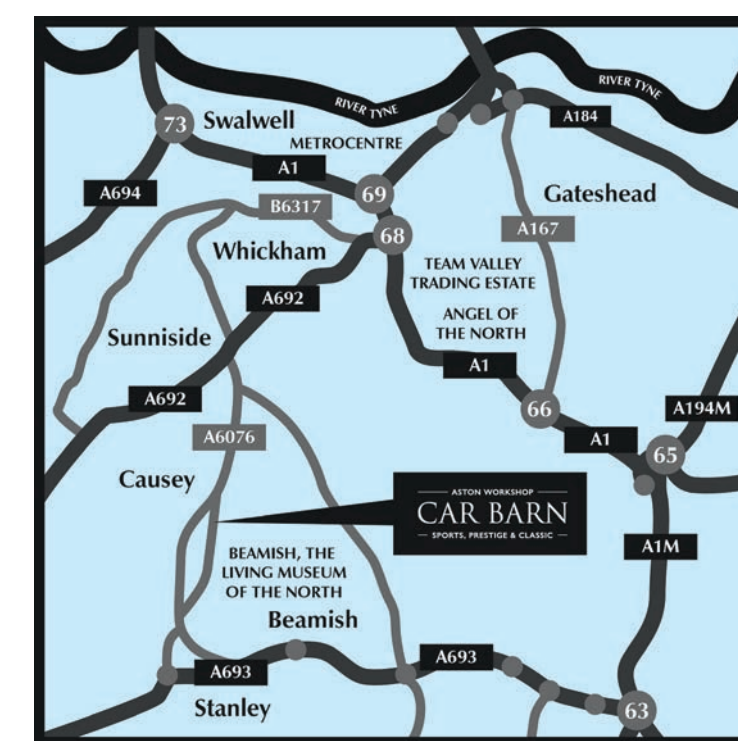 RIVER TYNE
RIVER TYNE
73
Swalwell
METROCENTRE
A184
A1
A694
69
Gateshead
B6317
68
A167
Whickham
TEAM VALLEY
TRADING ESTATE
A692
ANGEL OF
THE NORTH
Sunniside
A1
A692
66
A194M
A6076
A1
65
Causey
ASTON WORKSHOP
CAR BARN
SPORTS, PRESTIGE & CLASSIC
A1M
BEAMISH, THE
LIVING MUSEUM
OF THE NORTH
Beamish
A693
A693
Stanley
63